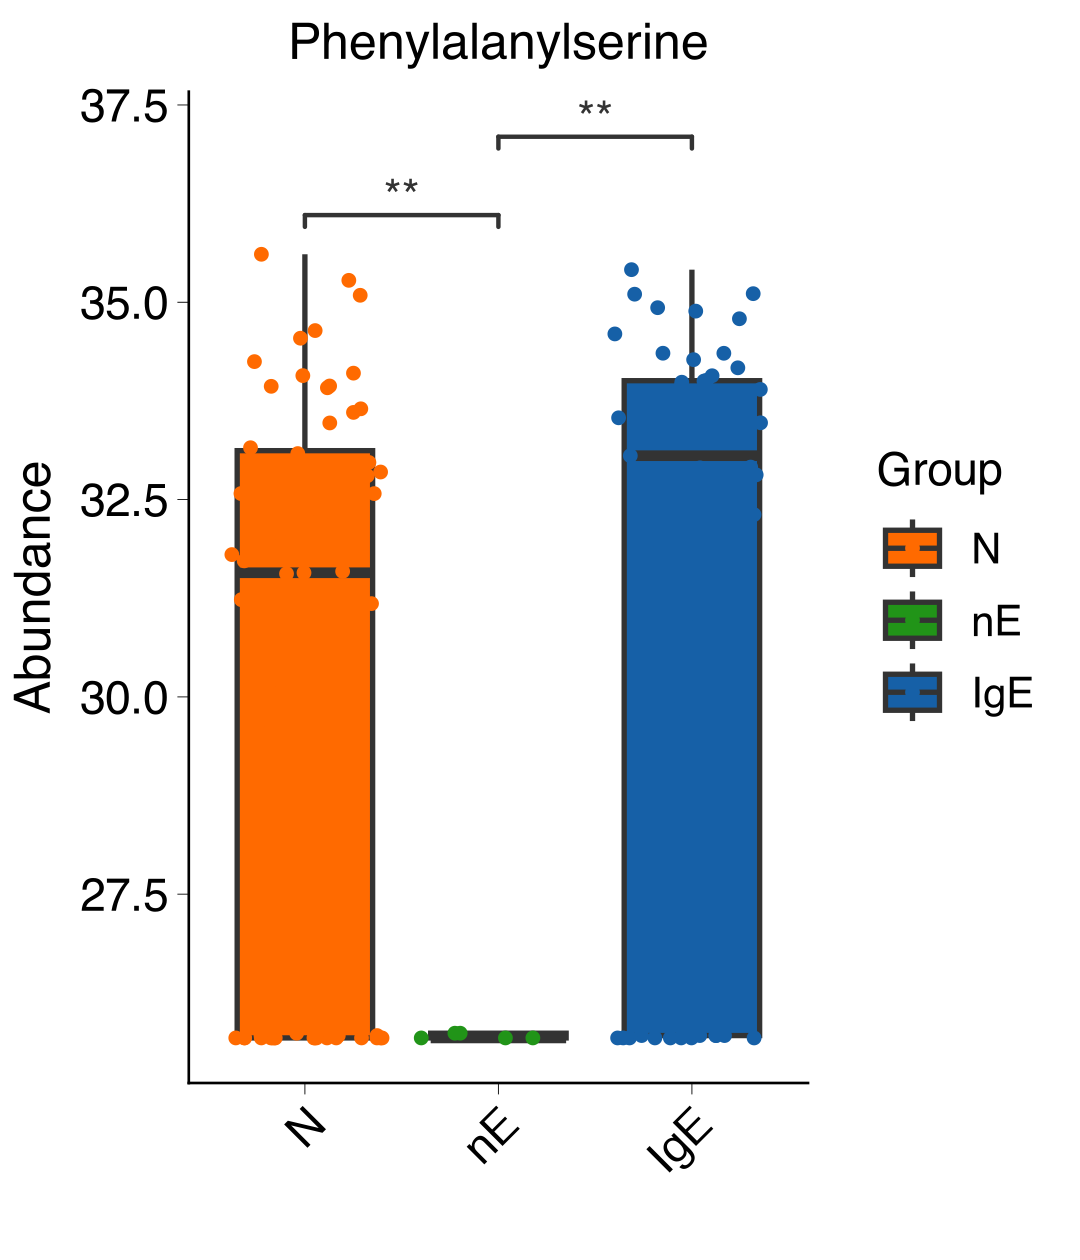 Phenylalanylserine
37.5
**
**
35.0
32.5
30.0
27.5
Abundance
N
nE
IgE
Group
N
nE
IgE